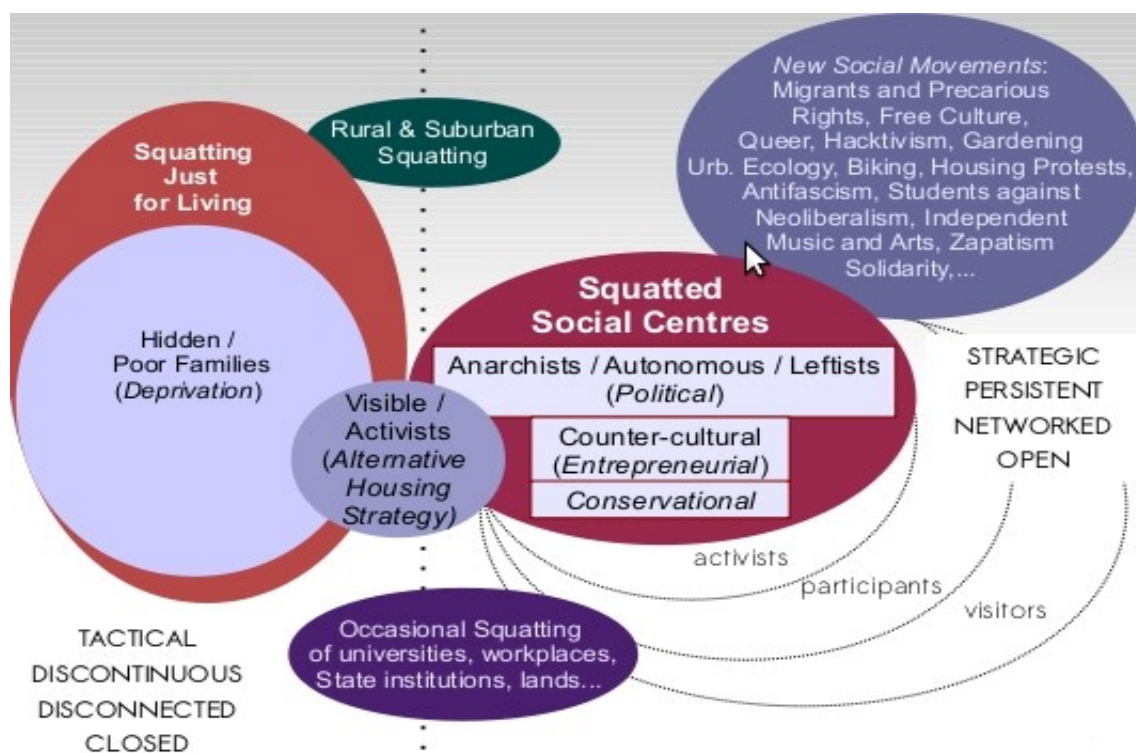 Squatting
Just
for Living
Hidden /
Poor Families
(Deprivation)
Rural & Suburban
Squatting
New Social Movements:
Migrants and Precarious
Rights, Free Culture,
Queer, Hacktivism, Gardening
Urb. Ecology, Biking, Housing Protests,
Antifascism, Students against
Neoliberalism, Independent
Music and Arts, Zapatism
Solidarity,...
Squatted
Social Centres
Anarchists / Autonomous / Leftists
(Political)
Counter-cultural
(Entrepreneurial)
Conservational
Visible /
Activists
(Alternative
Housing
Strategy)
STRATEGIC
PERSISTENT
NETWORKED
OPEN
activists
participants
visitors
Occasional Squatting
of universities, workplaces,
State institutions, lands...
TACTICAL
DISCONTINUOUS
DISCONNECTED
CLOSED